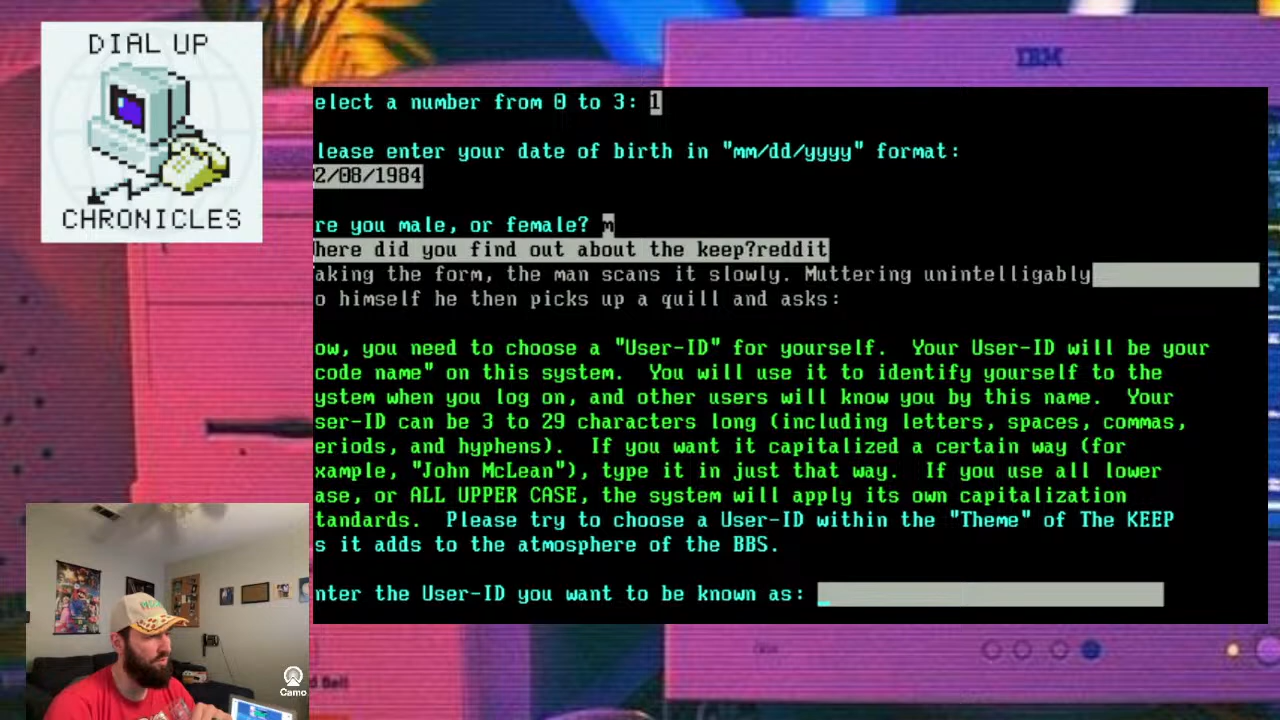 DIAL UP
CHRONICLES
IBM
elect a number from 0 to 3: 1
lease enter your date of birth in "mm/dd/yyyy" format:
2/08/1984
re you male, or female? m
here did you find out about the keep?reddit
aking the form, the man scans it slowly. Muttering unintelligably
o himself he then picks up a quill and asks:
ow, you need to choose a "User-ID" for yourself.  Your User-ID will be your
code name" on this system.  You will use it to identify yourself to the
ystem when you log on, and other users will know you by this name.  Your
ser-ID can be 3 to 29 characters long (including letters, spaces, commas,
eriods, and hyphens).  If you want it capitalized a certain way (for
xample, "John McLean"), type it in just that way.  If you use all lower
ase, or ALL UPPER CASE, the system will apply its own capitalization
tandards.  Please try to choose a User-ID within the "Theme" of The KEEP
s it adds to the atmosphere of the BBS.
nter the User-ID you want to be known as:
Camo
d Bell